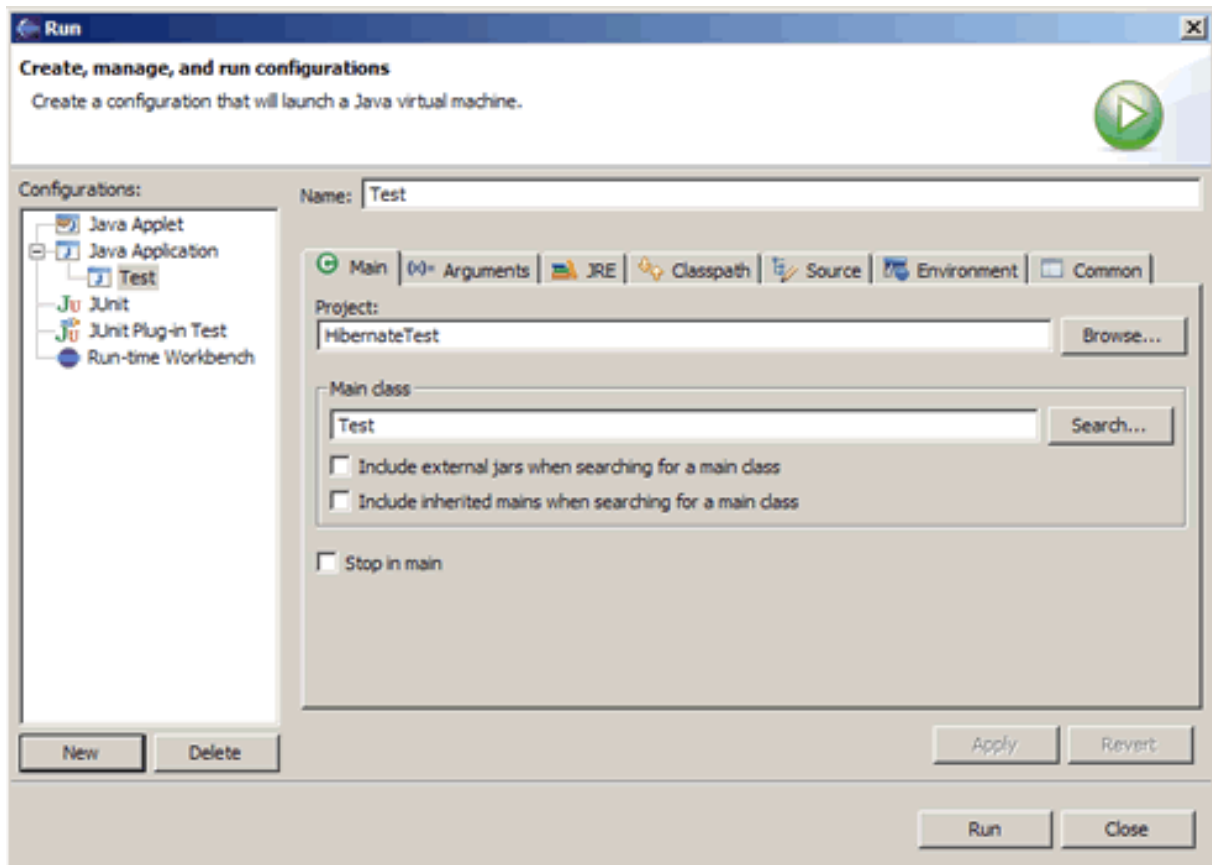 Run
Create, manage, and run configurations
Create a configuration that will launch a Java virtual machine.
Configurations:
Java Applet
Java Application
Test
JUnit
JUnit Plug-in Test
Run-time Workbench
New
Delete
Name: Test
Main
Arguments
JRE
Classpath
Source
Environment
Common
Project:
HibernateTest
Browse...
Main class
Test
Search...
Include external jars when searching for a main class
Include inherited mains when searching for a main class
Stop in main
Apply
Revert
Run
Close